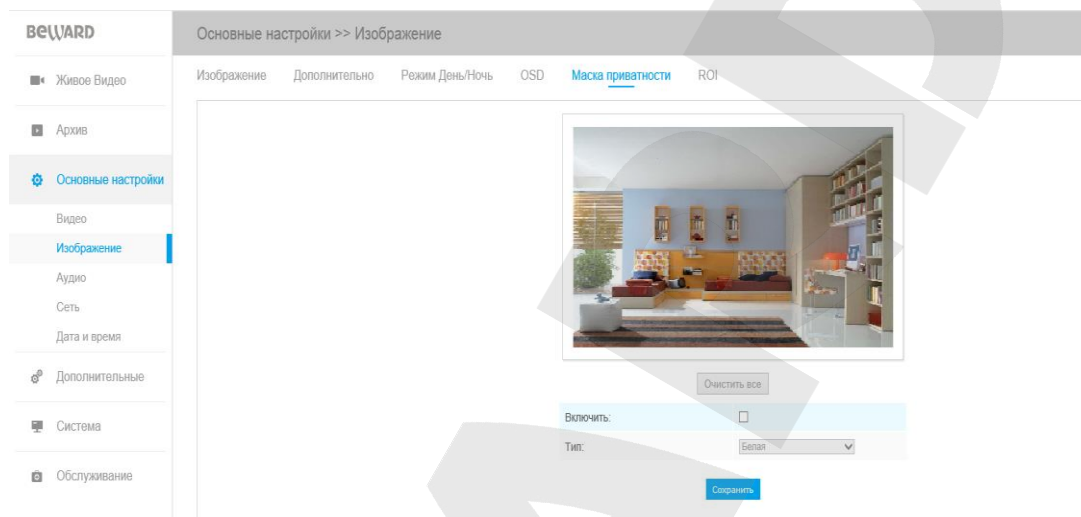 BEWARD
Основные настройки >> Изображение
Живое Видео
Архив
Основные настройки
Видео
Изображение
Аудио
Сеть
Дата и время
Дополнительные
Система
Обслуживание
Изображение Дополнительно Режим День/Ночь OSD Маска приватности ROI
Очистить все
Включить:
Тип: Белая
Сохранить